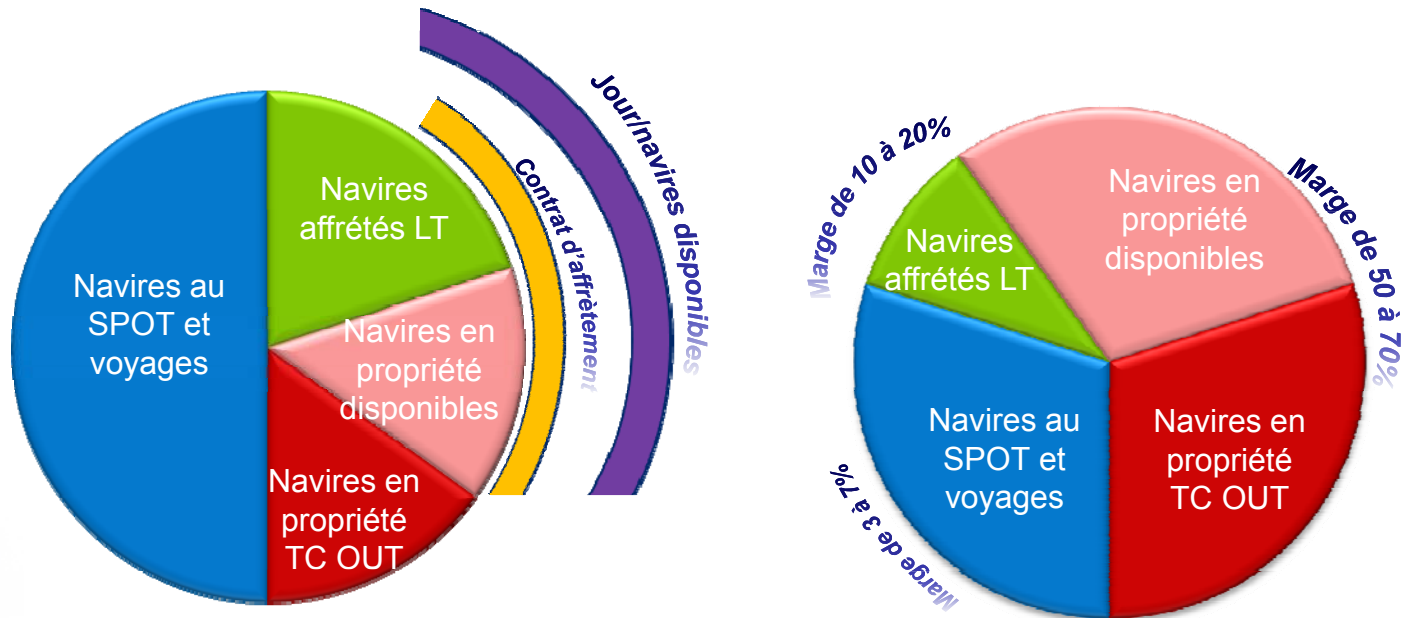 Navires
affrétés LT
Navires au
SPOT et
voyages
Navires en
propriété
disponibles
Navires en
propriété
TC OUT
Contrat d'affrètement
Jour/navires disponibles
Marge de 10 à 20%
Navires
affrétés LT
Navires en
propriété
disponibles
Marge de 50 à 70%
Navires au
SPOT et
voyages
Navires en
propriété
TC OUT
Marge de 3 à 7%